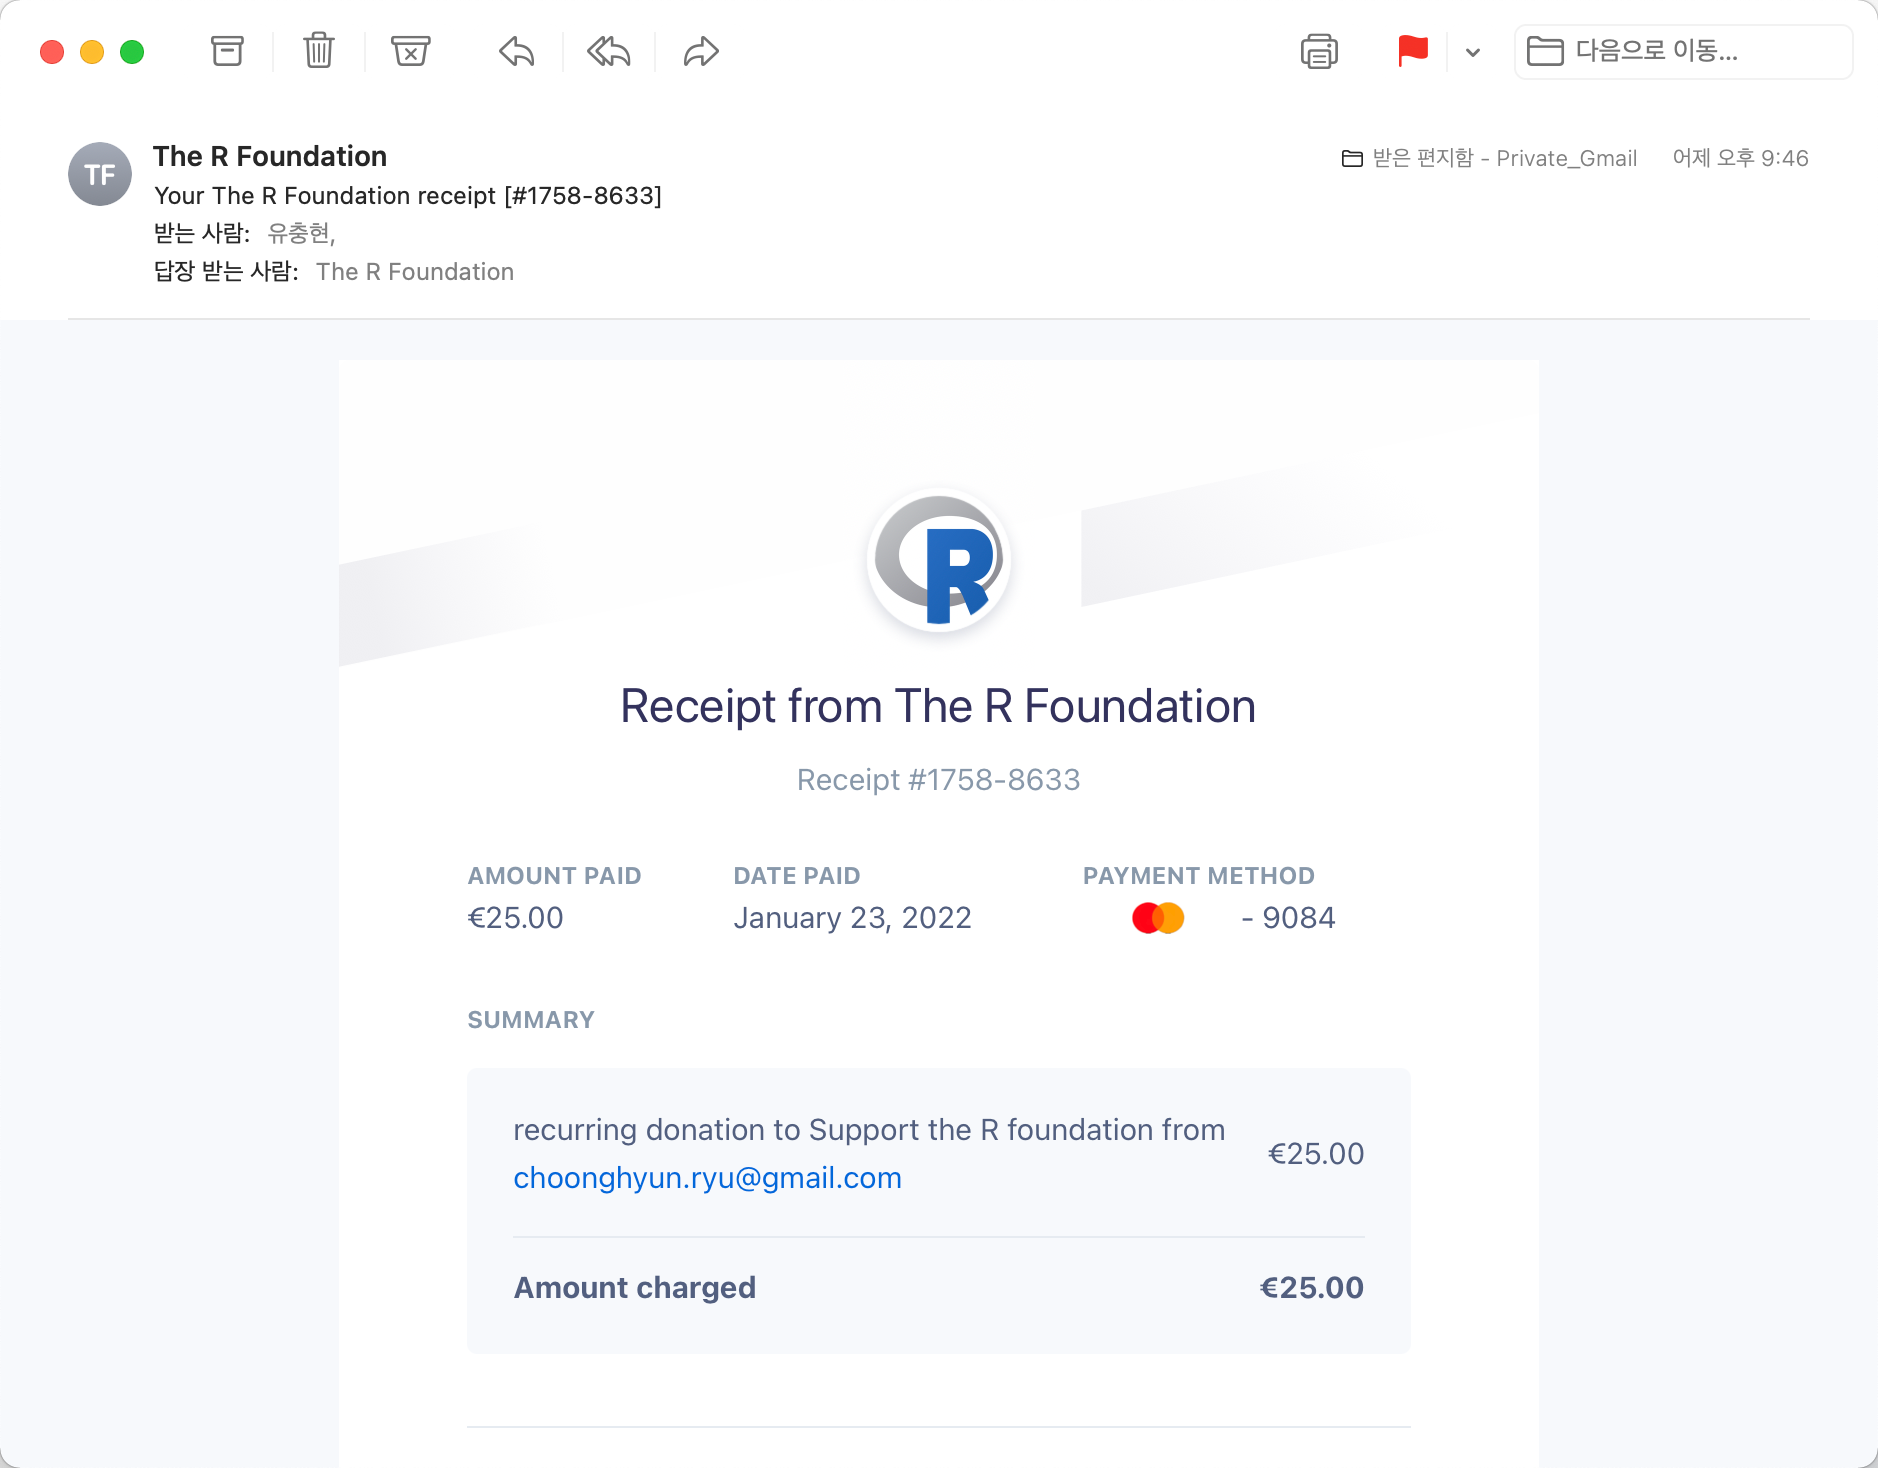 다음으로 이동...
TF
The R Foundation
받은 편지함 - Private_Gmail
어제 오후 9:46
Your The R Foundation receipt [#1758-8633]
받는 사람: 유충현,
답장 받는 사람: The R Foundation
R
Receipt from The R Foundation
Receipt #1758-8633
AMOUNT PAID
€25.00
DATE PAID
January 23, 2022
PAYMENT METHOD
- 9084
SUMMARY
recurring donation to Support the R foundation from
choonghyun.ryu@gmail.com
€25.00
Amount charged
€25.00